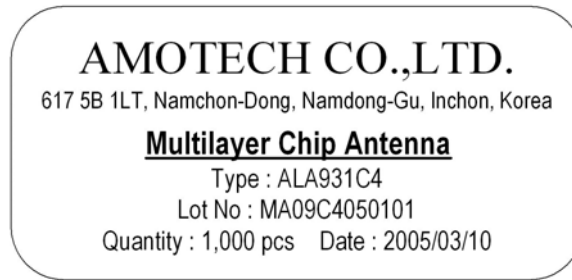 AMOTECH CO.,LTD.
617 5B 1LT, Namchon-Dong, Namdong-Gu, Inchon, Korea
Multilayer Chip Antenna
Type : ALA931C4
Lot No : MA09C4050101
Quantity : 1,000 pcs Date : 2005/03/10